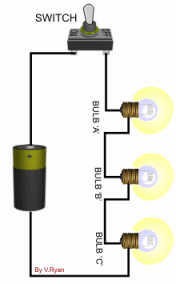 SWITCH
BULB 'A'
BULB 'B'
BULB 'C'
By V.Ryan